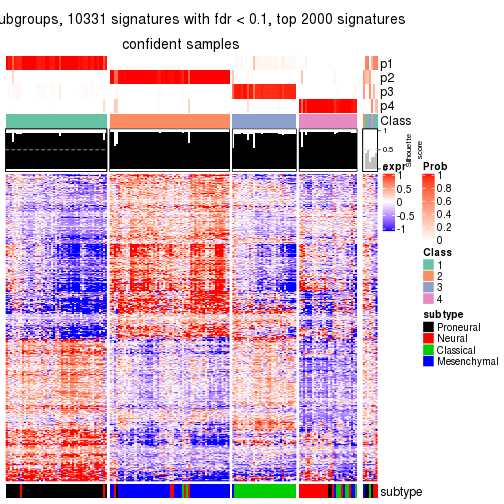 ubgroups, 10331 signatures with fdr < 0.1, top 2000 signatures
confident samples
p1
p2
p3
p4
Class
1
0.5
0
Silhouette
score
expr
1
0.5
0
-0.5
-1
Prob
1
0.8
0.6
0.4
0.2
0
Class
1
2
3
4
subtype
Proneural
Neural
Classical
Mesenchymal
subtype